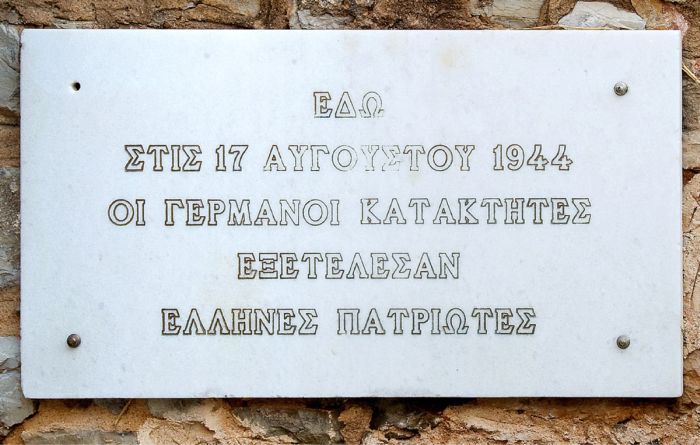 ΕΔΩ
ΣΤΙΣ 17 ΑΥΓΟΥΣΤΟΥ 1944
ΟΙ ΓΕΡΜΑΝΟΙ ΚΑΤΑΚΤΗΤΕΣ
ΕΞΕΤΕΛΕΣΑΝ
ΕΛΛΗΝΕΣ ΠΑΤΡΙΩΤΕΣ